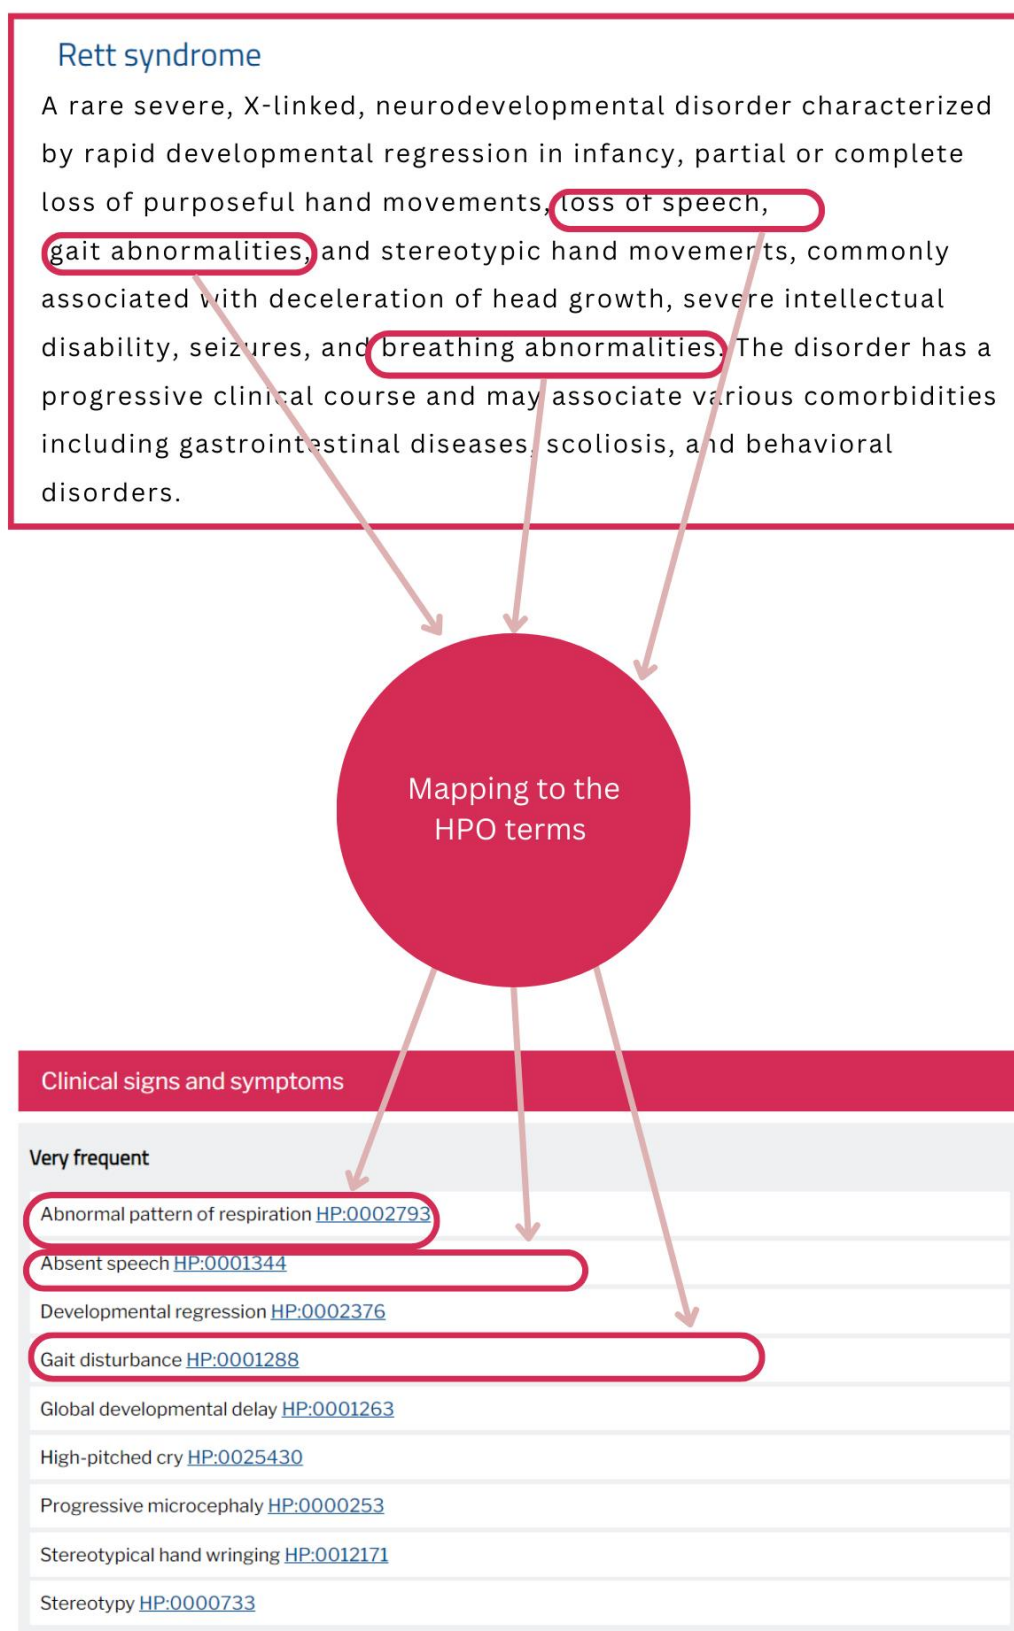 Rett syndrome
A rare severe, X-linked, neurodevelopmental disorder characterized
by rapid developmental regression in infancy, partial or complete
loss of purposeful hand movements, loss of speech,
gait abnormalities, and stereotypic hand movements, commonly
associated with deceleration of head growth, severe intellectual
disability, seizures, and breathing abnormalities. The disorder has a
progressive clinical course and may associate various comorbidities
including gastrointestinal diseases, scoliosis, and behavioral
disorders.
Mapping to the
HPO terms
Clinical signs and symptoms
Very frequent
Abnormal pattern of respiration HP:0002793
Absent speech HP:0001344
Developmental regression HP:0002376
Gait disturbance HP:0001288
Global developmental delay HP:0001263
High-pitched cry HP:0025430
Progressive microcephaly HP:0000253
Stereotypical hand wringing HP:0012171
Stereotypy HP:0000733